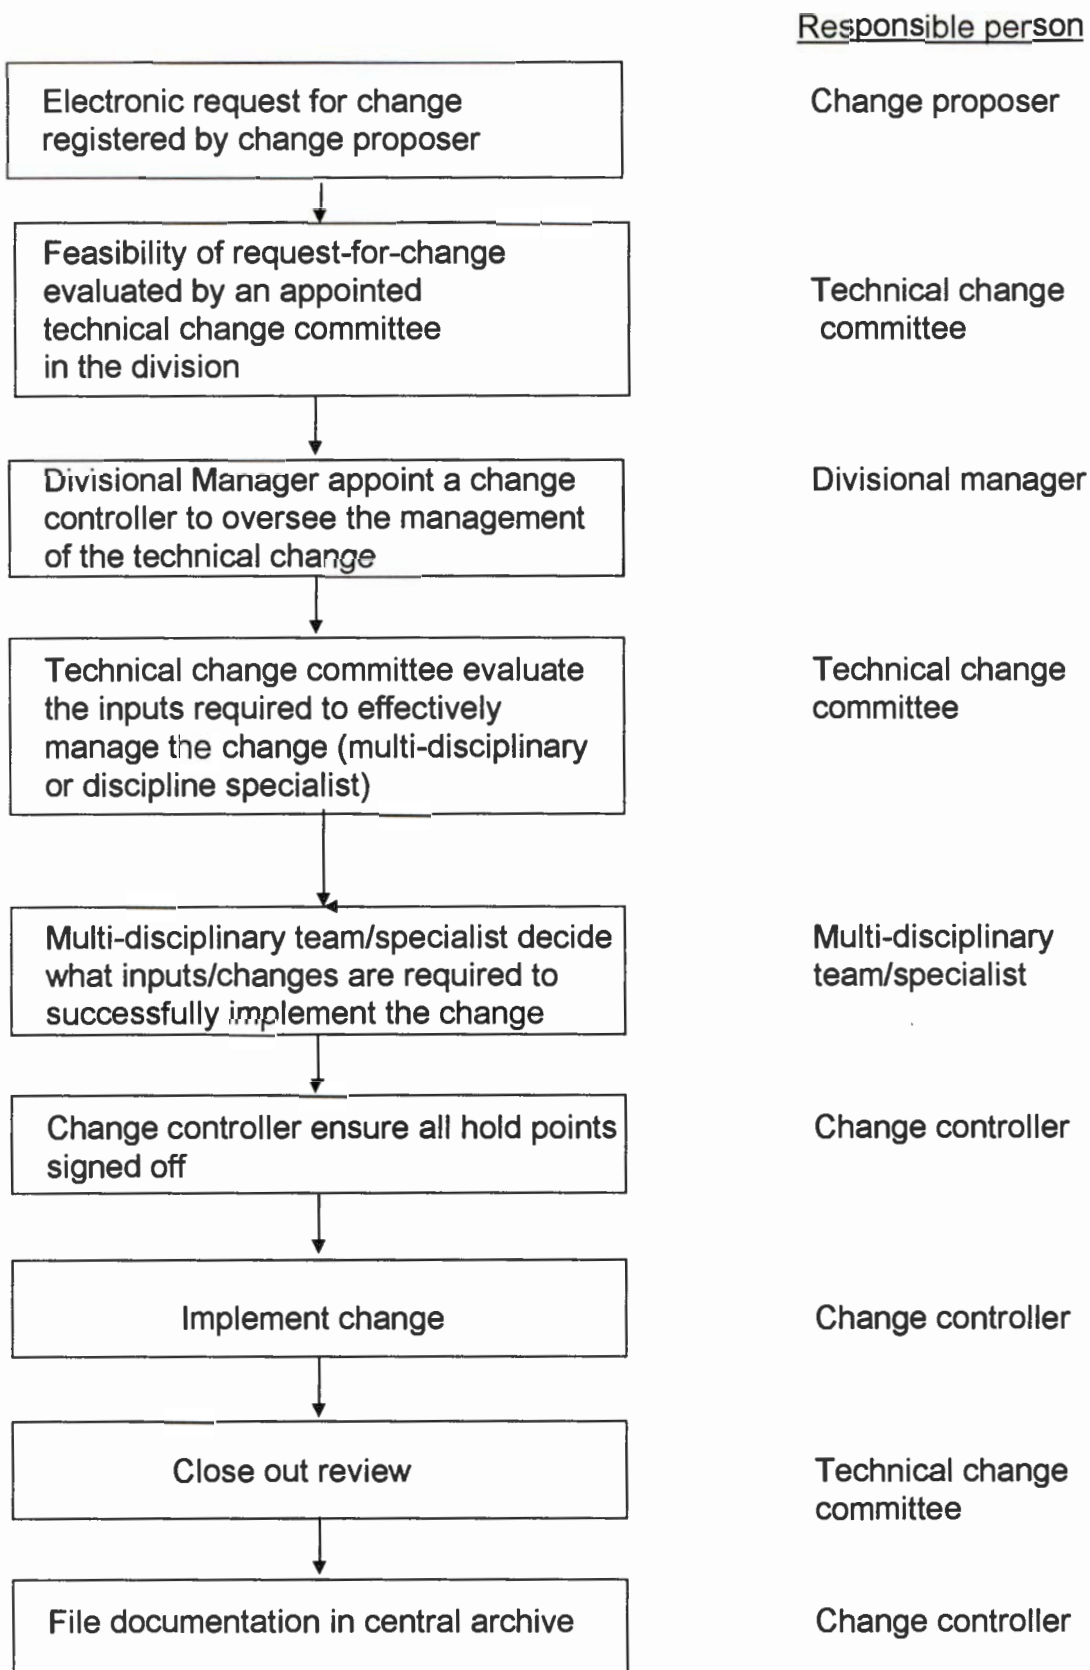 Responsible person
Electronic request for change
registered by change proposer
Change proposer
Feasibility of request-for-change
evaluated by an appointed
technical change committee
in the division
Technical change
committee
Divisional Manager appoint a change
controller to oversee the management
of the technical change
Divisional manager
Technical change committee evaluate
the inputs required to effectively
manage the change (multi-disciplinary
or discipline specialist)
Technical change
committee
Multi-disciplinary team/specialist decide
what inputs/changes are required to
successfully implement the change
Multi-disciplinary
team/specialist
Change controller ensure all hold points
signed off
Change controller
Implement change
Change controller
Close out review
Technical change
committee
File documentation in central archive
Change controller